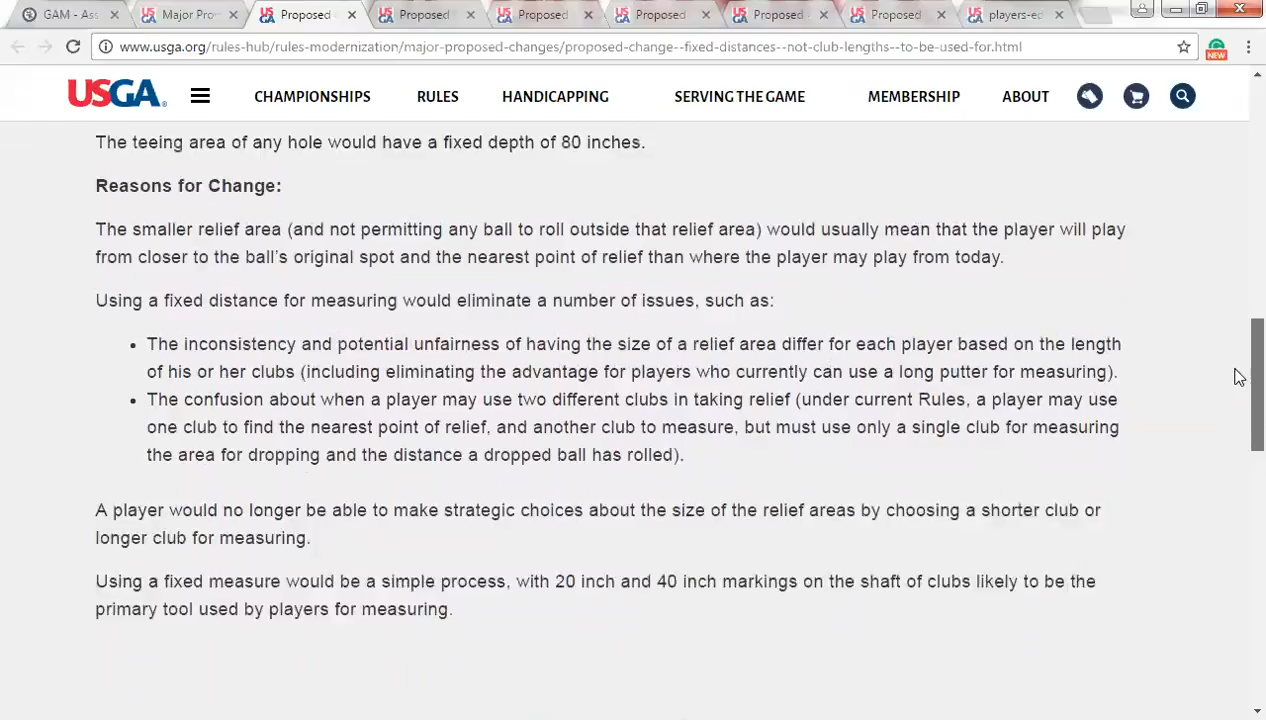 GAM - Ass
Major Pro
Proposed
Proposed
Proposed
Proposed
Proposed
Proposed
players-ed
www.usga.org/rules-hub/rules-modernization/major-proposed-changes/proposed-change--fixed-distances--not-club-lengths--to-be-used-for.html
NEW
USGA
CHAMPIONSHIPS
RULES
HANDICAPPING
SERVING THE GAME
MEMBERSHIP
ABOUT
The teeing area of any hole would have a fixed depth of 80 inches.
Reasons for Change:
The smaller relief area (and not permitting any ball to roll outside that relief area) would usually mean that the player will play
from closer to the ball's original spot and the nearest point of relief than where the player may play from today.
Using a fixed distance for measuring would eliminate a number of issues, such as:
• The inconsistency and potential unfairness of having the size of a relief area differ for each player based on the length
of his or her clubs (including eliminating the advantage for players who currently can use a long putter for measuring).
• The confusion about when a player may use two different clubs in taking relief (under current Rules, a player may use
one club to find the nearest point of relief, and another club to measure, but must use only a single club for measuring
the area for dropping and the distance a dropped ball has rolled).
A player would no longer be able to make strategic choices about the size of the relief areas by choosing a shorter club or
longer club for measuring.
Using a fixed measure would be a simple process, with 20 inch and 40 inch markings on the shaft of clubs likely to be the
primary tool used by players for measuring.